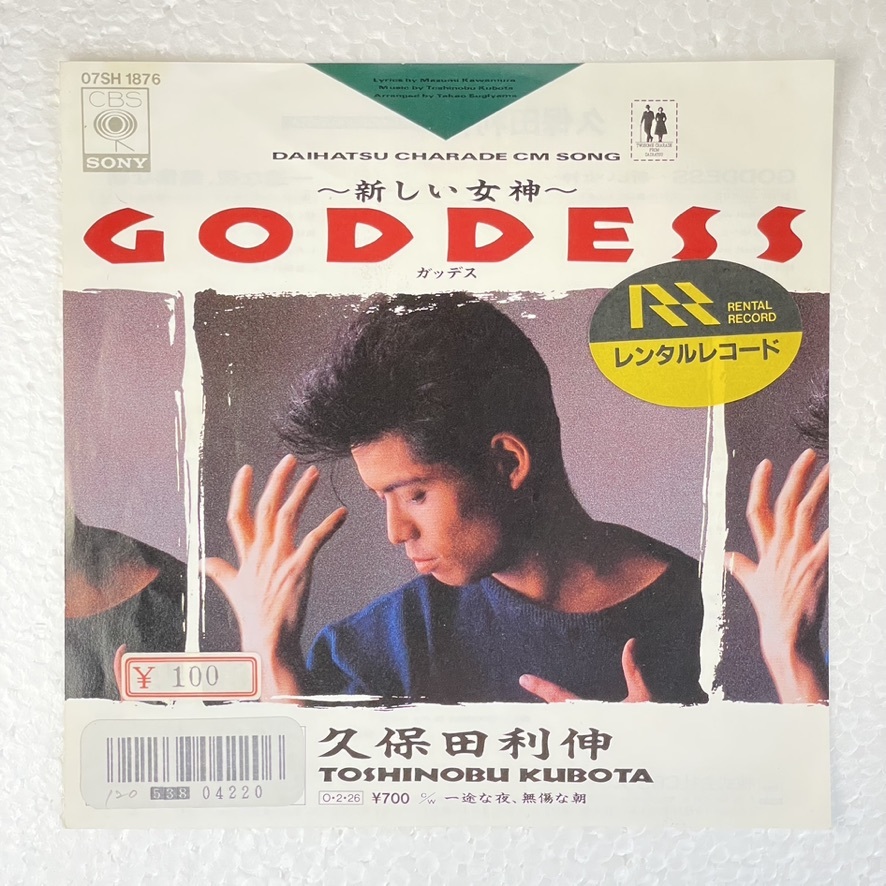 07SH 1876
CBS
SONY
Lyrics by Masumi Kawamura
Music by Toshinobu Kubota
Arranged by Takao Sugiyama
DAIHATSU CHARADE CM SONG
～新しい女神～
GODDESS
ガッデス
RENTAL
RECORD
レンタルレコード
¥ 100
久保田利伸
TOSHINOBU KUBOTA
120 538 04220
O・2・26 ¥700 c/w 一途な夜、無傷な朝